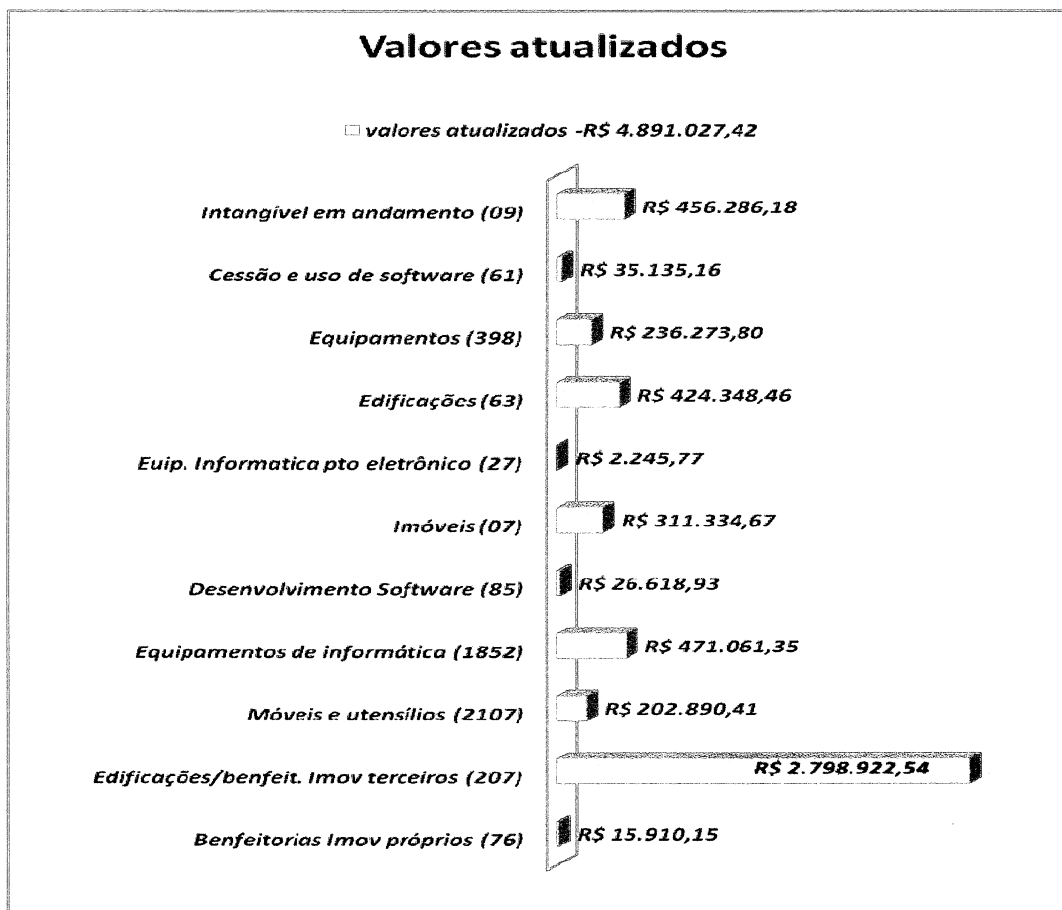 Valores atualizados
valores atualizados -R$ 4.891.027,42
Intangível em andamento (09) R$ 456.286,18
Cessão e uso de software (61) R$ 35.135,16
Equipamentos (398) R$ 236.273,80
Edificações (63) R$ 424.348,46
Euip. Informatica pto eletrônico (27) R$ 2.245,77
Imóveis (07) R$ 311.334,67
Desenvolvimento Software (85) R$ 26.618,93
Equipamentos de informática (1852) R$ 471.061,35
Móveis e utensílios (2107) R$ 202.890,41
Edificações/benfeit. Imov terceiros (207) R$ 2.798.922,54
Benfeitorias Imov próprios (76) R$ 15.910,15